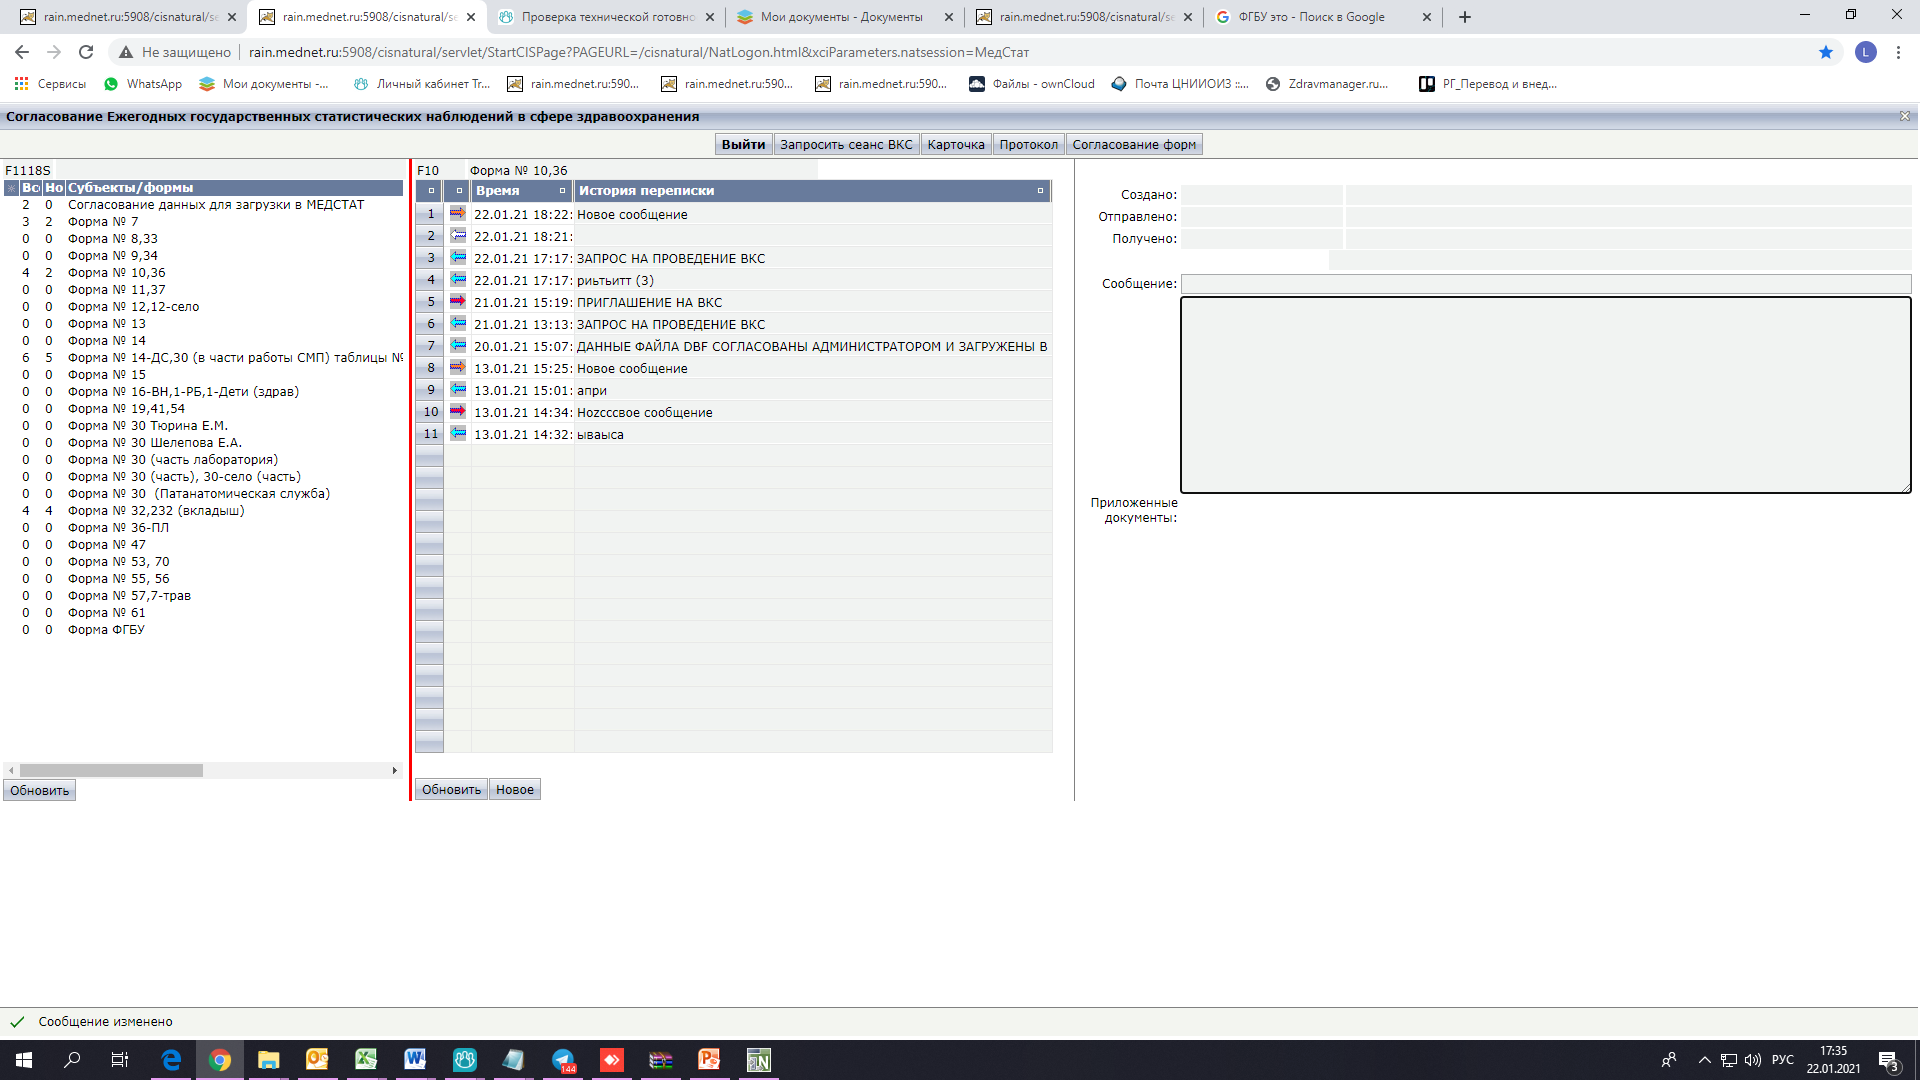 rain.mednet.ru:5908/cisnatural/se
rain.mednet.ru:5908/cisnatural/se
Проверка технической готовно
Мои документы - Документы
rain.mednet.ru:5908/cisnatural/se
ФГБУ это - Поиск в Google
Не защищено
rain.mednet.ru:5908/cisnatural/servlet/StartCISPage?PAGEURL=/cisnatural/NatLogon.html&xciParameters.natsession=МедСтат
L
Сервисы
WhatsApp
Мои документы -...
Личный кабинет Tr...
rain.mednet.ru:590...
rain.mednet.ru:590...
rain.mednet.ru:590...
Файлы - ownCloud
Почта ЦНИИОИЗ ::...
Zdravmanager.ru...
РГ_Перевод и внед...
Согласование Ежегодных государственных статистических наблюдений в сфере здравоохранения
Выйти
Запросить сеанс ВКС
Карточка
Протокол
Согласование форм
F1118S
Вс Но Субъекты/формы
2 0 Согласование данных для загрузки в МЕДСТАТ
3 2 Форма № 7
0 0 Форма № 8,33
0 0 Форма № 9,34
4 2 Форма № 10,36
0 0 Форма № 11,37
0 0 Форма № 12,12-село
0 0 Форма № 13
0 0 Форма № 14
6 5 Форма № 14-ДС,30 (в части работы СМП) таблицы №
0 0 Форма № 15
0 0 Форма № 16-ВН,1-РБ,1-Дети (здрав)
0 0 Форма № 19,41,54
0 0 Форма № 30 Тюрина Е.М.
0 0 Форма № 30 Шелепова Е.А.
0 0 Форма № 30 (часть лаборатория)
0 0 Форма № 30 (часть), 30-село (часть)
0 0 Форма № 30 (Патанатомическая служба)
4 4 Форма № 32,232 (вкладыш)
0 0 Форма № 36-ПЛ
0 0 Форма № 47
0 0 Форма № 53, 70
0 0 Форма № 55, 56
0 0 Форма № 57,7-трав
0 0 Форма № 61
0 0 Форма ФГБУ
Обновить
F10 Форма № 10,36
Время История переписки
1 22.01.21 18:22: Новое сообщение
2 22.01.21 18:21:
3 22.01.21 17:17: ЗАПРОС НА ПРОВЕДЕНИЕ ВКС
4 22.01.21 17:17: риьтьитт (3)
5 21.01.21 15:19: ПРИГЛАШЕНИЕ НА ВКС
6 21.01.21 13:13: ЗАПРОС НА ПРОВЕДЕНИЕ ВКС
7 20.01.21 15:07: ДАННЫЕ ФАЙЛА DBF СОГЛАСОВАНЫ АДМИНИСТРАТОРОМ И ЗАГРУЖЕНЫ В
8 13.01.21 15:25: Новое сообщение
9 13.01.21 15:01: апри
10 13.01.21 14:34: Ноzсссвое сообщение
11 13.01.21 14:32: ываыса
Обновить
Новое
Создано:
Отправлено:
Получено:
Сообщение:
Приложенные
документы:
Сообщение изменено
144
РУС
17:35
22.01.2021
3